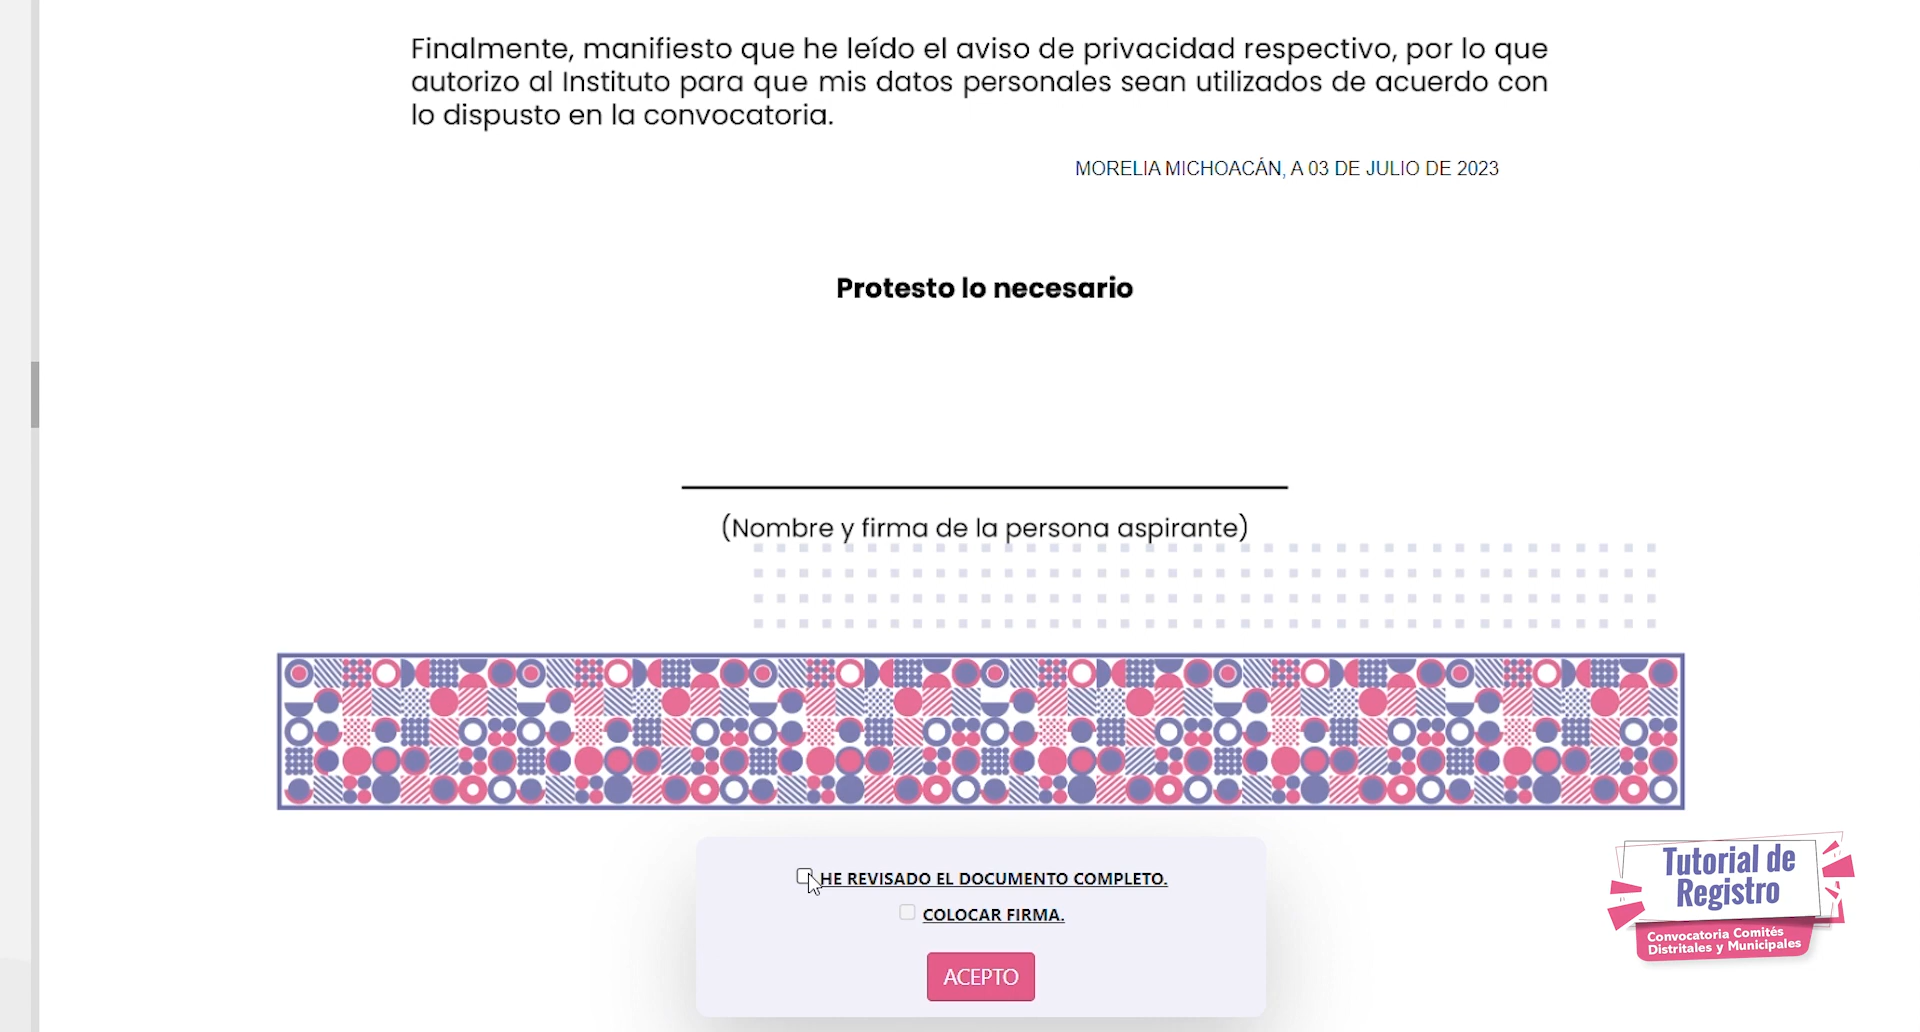 Finalmente, manifiesto que he leído el aviso de privacidad respectivo, por lo que
autorizo al Instituto para que mis datos personales sean utilizados de acuerdo con
lo dispusto en la convocatoria.
MORELIA MICHOACÁN, A 03 DE JULIO DE 2023
Protesto lo necesario
(Nombre y firma de la persona aspirante)
HE REVISADO EL DOCUMENTO COMPLETO.
COLOCAR FIRMA.
ACEPTO
Tutorial de
Registro
Convocatoria Comités
Distritales y Municipales